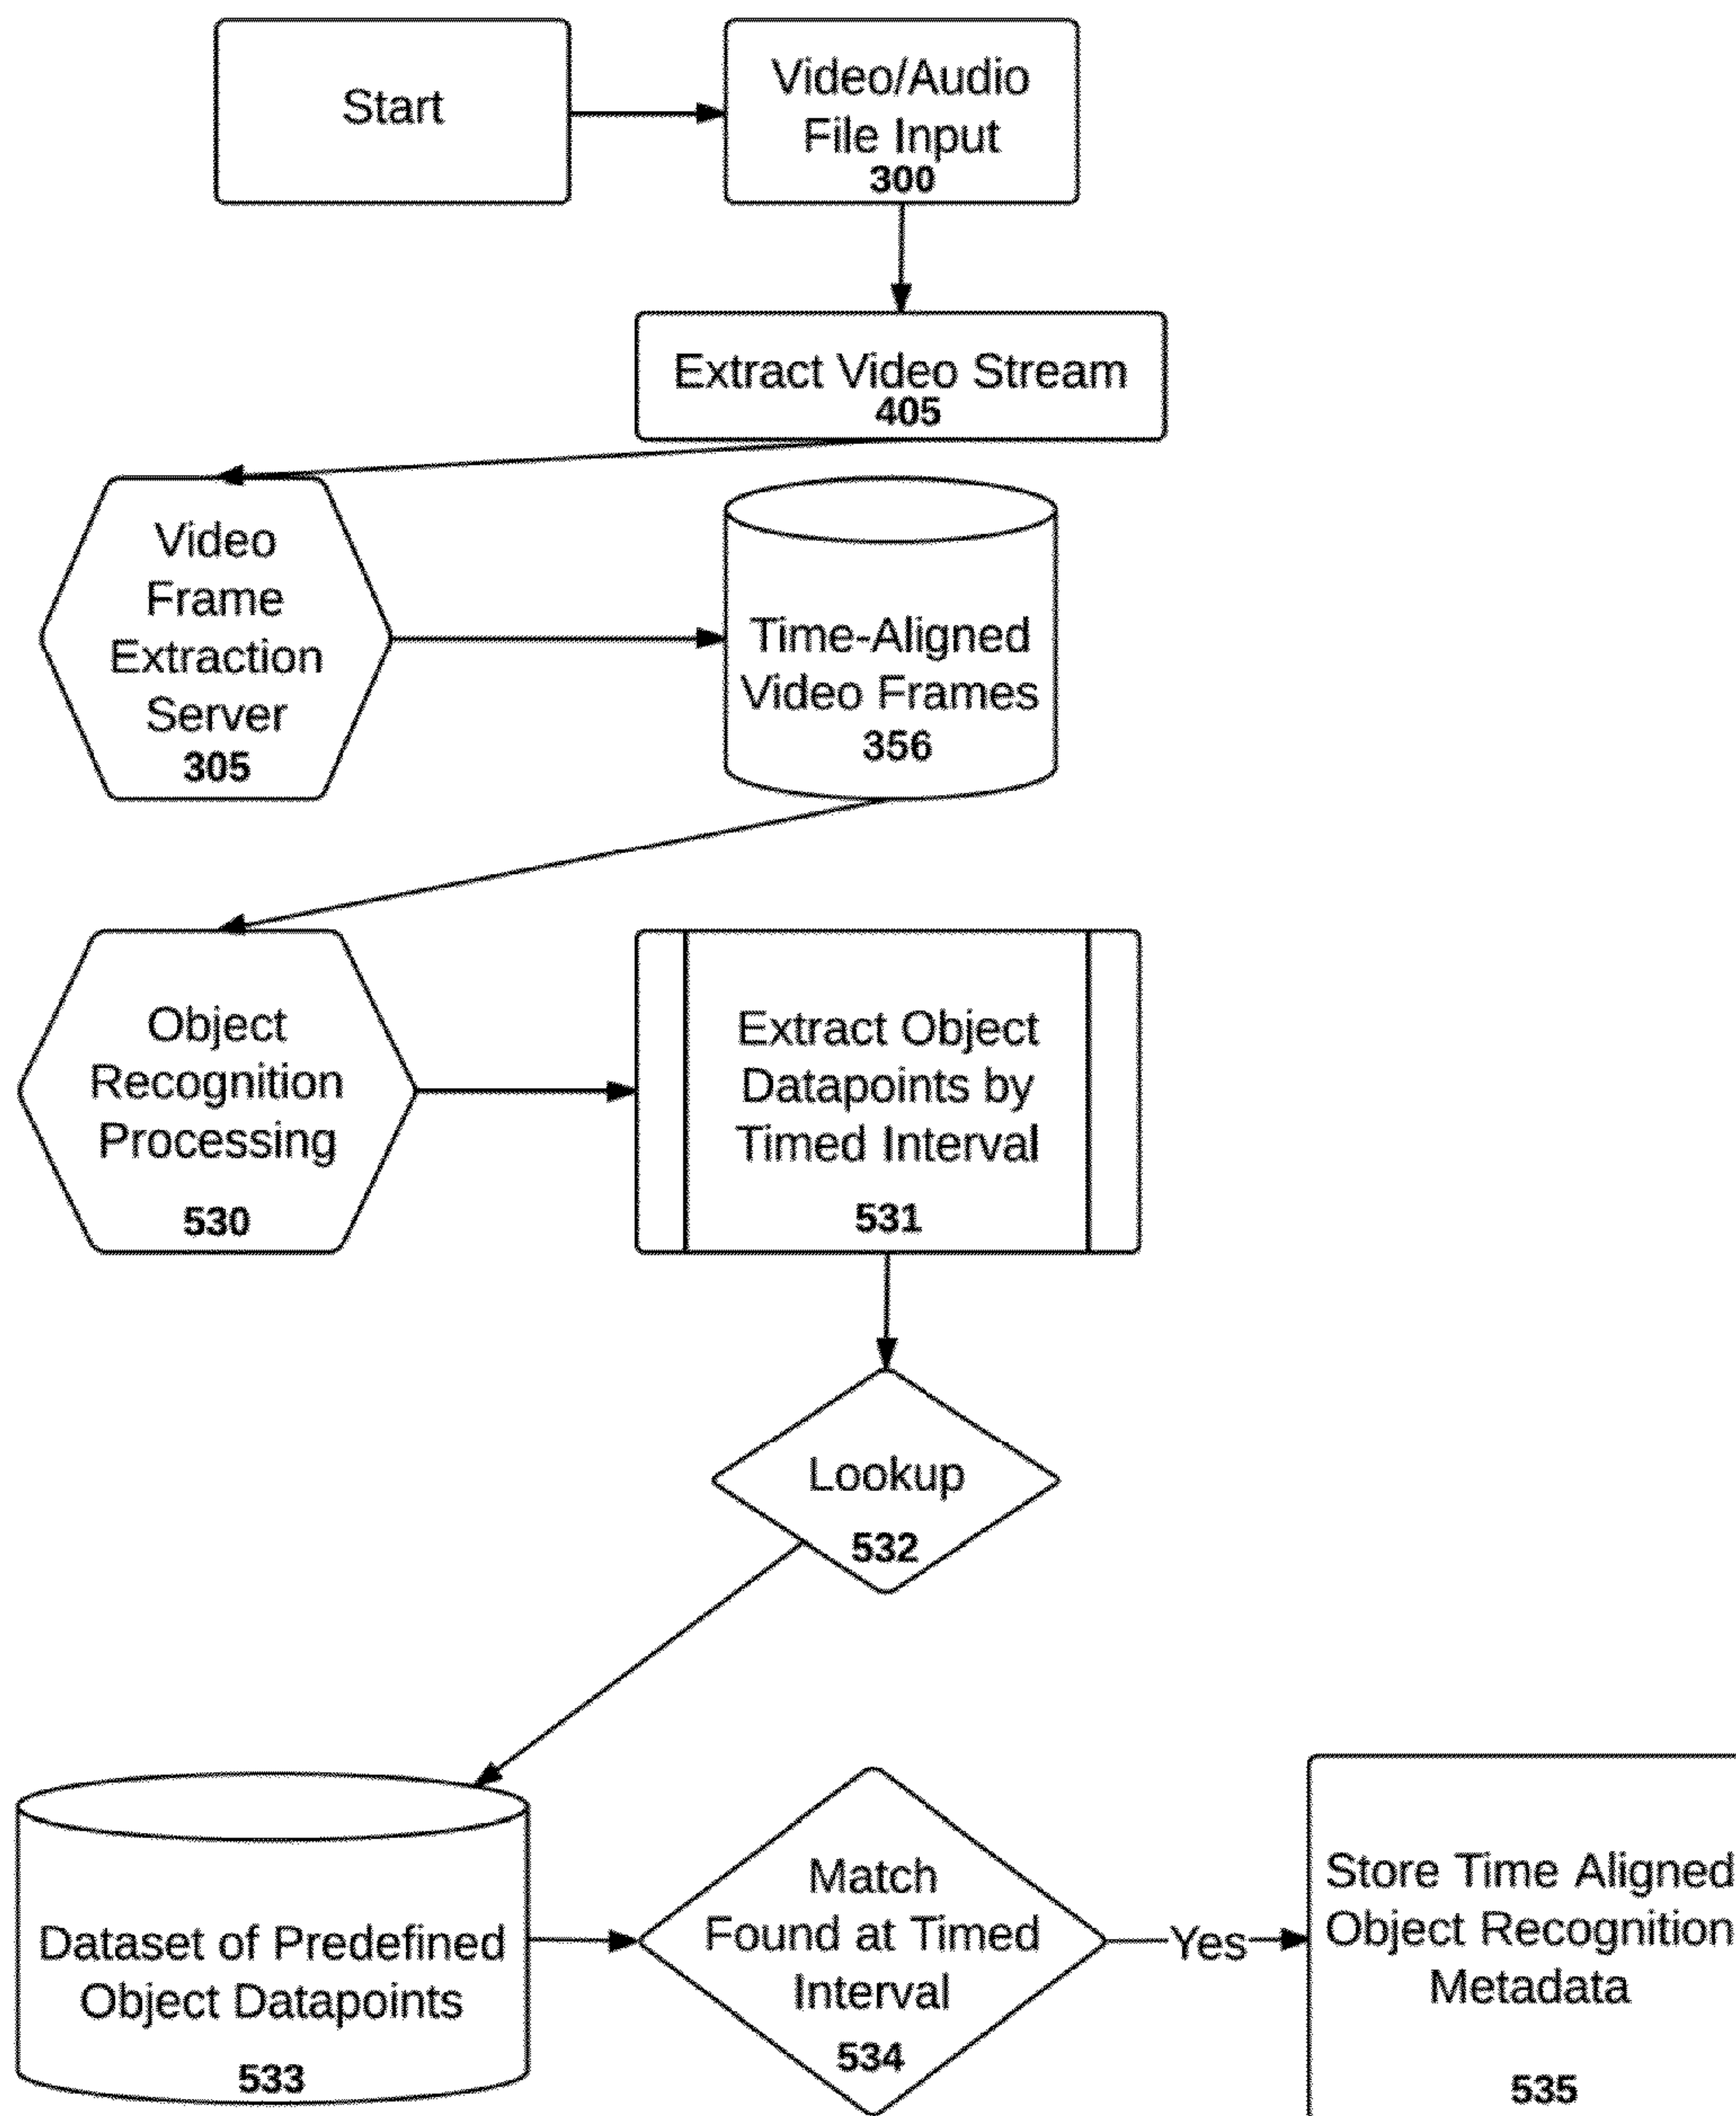 Start
Video/Audio
File Input
300
Extract Video Stream
405
Video
Frame
Extraction
Server
305
Time-Aligned
Video Frames
356
Object
Recognition
Processing
530
Extract Object
Datapoints by
Timed Interval
531
Lookup
532
Dataset of Predefined
Object Datapoints
533
Match
Found at Timed
Interval
534
Yes
Store Time Aligned
Object Recognition
Metadata
535